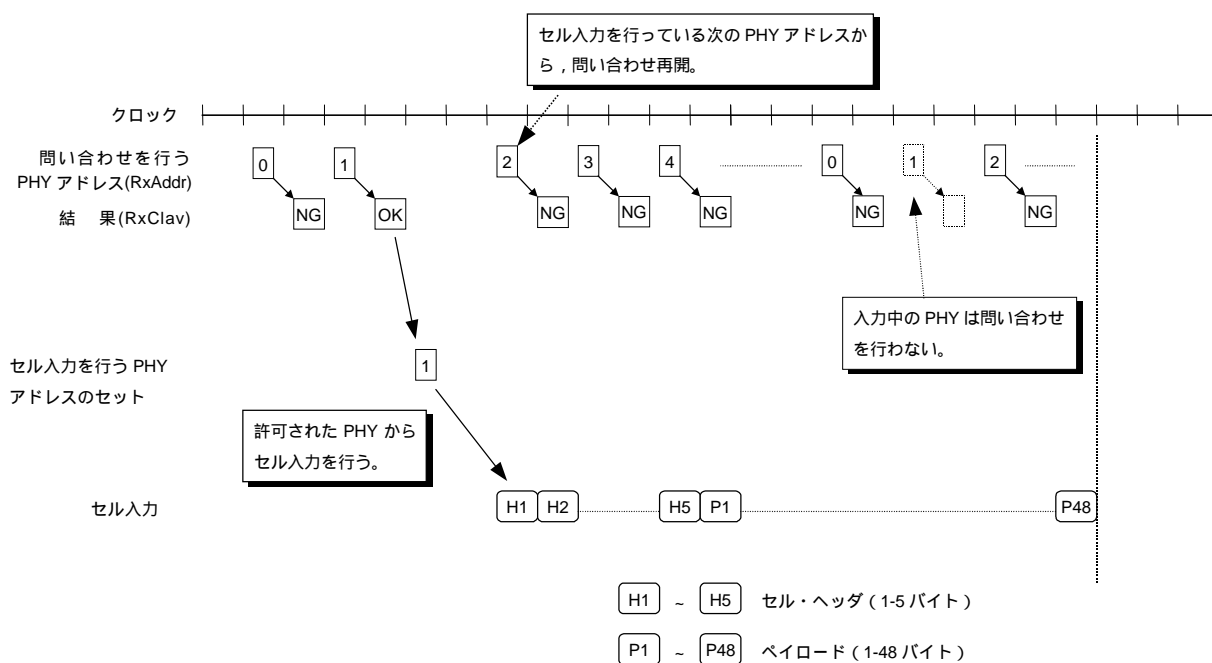 セル入力を行っている次の PHY アドレスか
ら , 問い合わせ再開。
クロック
問い合わせを行う
PHY アドレス(RxAddr)
0 1 2 3 4 0 1 2
結 果(RxClav)
NG OK NG NG NG NG NG
入力中の PHY は問い合わせ
を行わない。
セル入力を行う PHY
アドレスのセット
1
許可された PHY から
セル入力を行う。
セル入力
H1 H2 H5 P1 P48
H1 ~ H5 セル・ヘッダ ( 1-5 バイト )
P1 ~ P48 ペイロード ( 1-48 バイト )